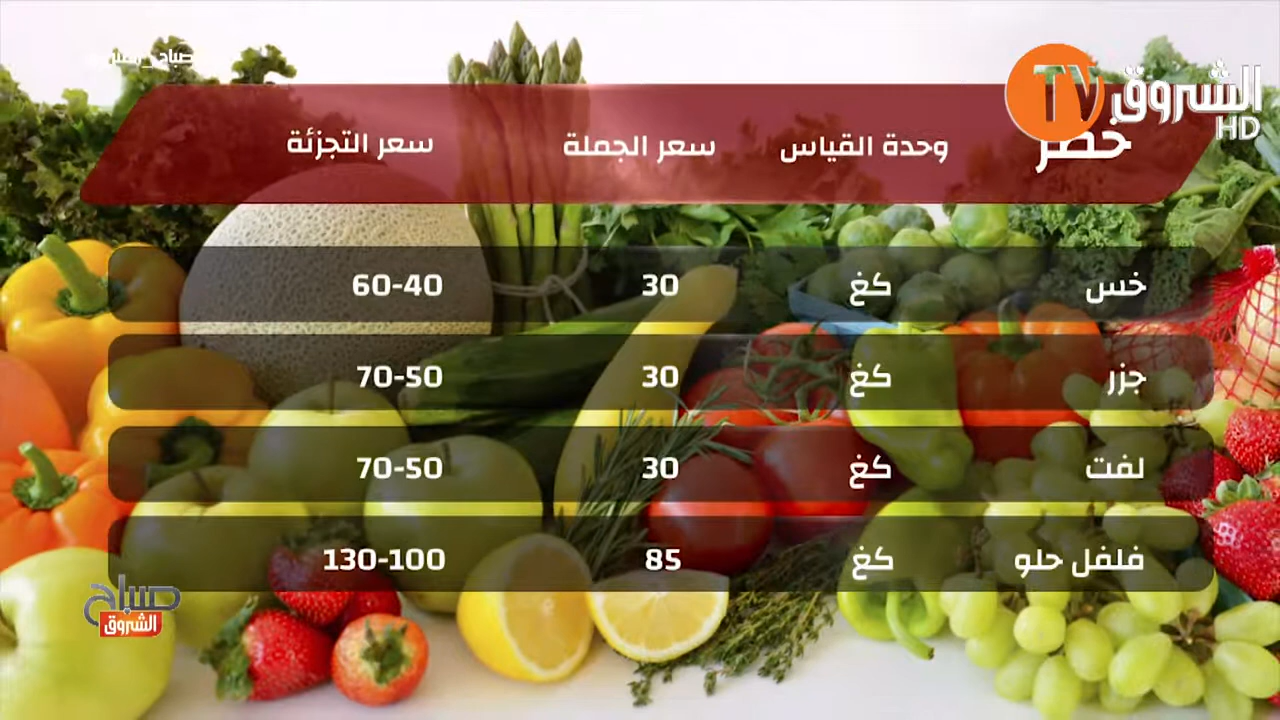 الشروق TV
HD
خضر وحدة القياس سعر الجملة سعر التجزئة
خس كغ 30 60-40
جزر كغ 30 70-50
لفت كغ 30 70-50
فلفل حلو كغ 85 130-100
صباح
الشروق